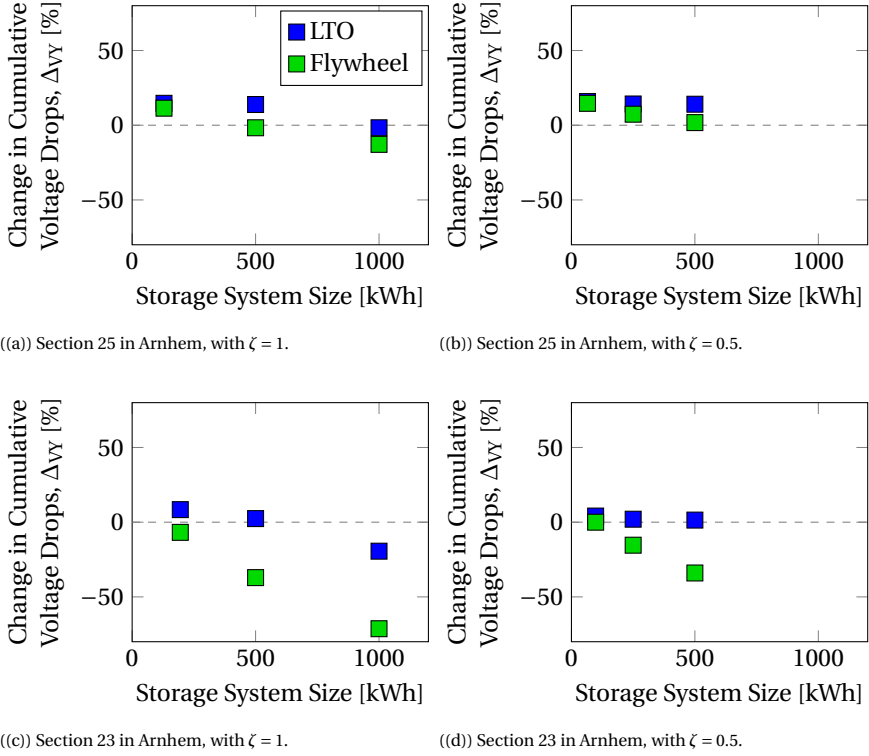 Change in Cumulative
Voltage Drops, ΔVY [%]
50
0
−50
LTO
Flywheel
0 500 1000
Storage System Size [kWh]
((a)) Section 25 in Arnhem, with ζ = 1.
Change in Cumulative
Voltage Drops, ΔVY [%]
50
0
−50
0 500 1000
Storage System Size [kWh]
((b)) Section 25 in Arnhem, with ζ = 0.5.
Change in Cumulative
Voltage Drops, ΔVY [%]
50
0
−50
0 500 1000
Storage System Size [kWh]
((c)) Section 23 in Arnhem, with ζ = 1.
Change in Cumulative
Voltage Drops, ΔVY [%]
50
0
−50
0 500 1000
Storage System Size [kWh]
((d)) Section 23 in Arnhem, with ζ = 0.5.